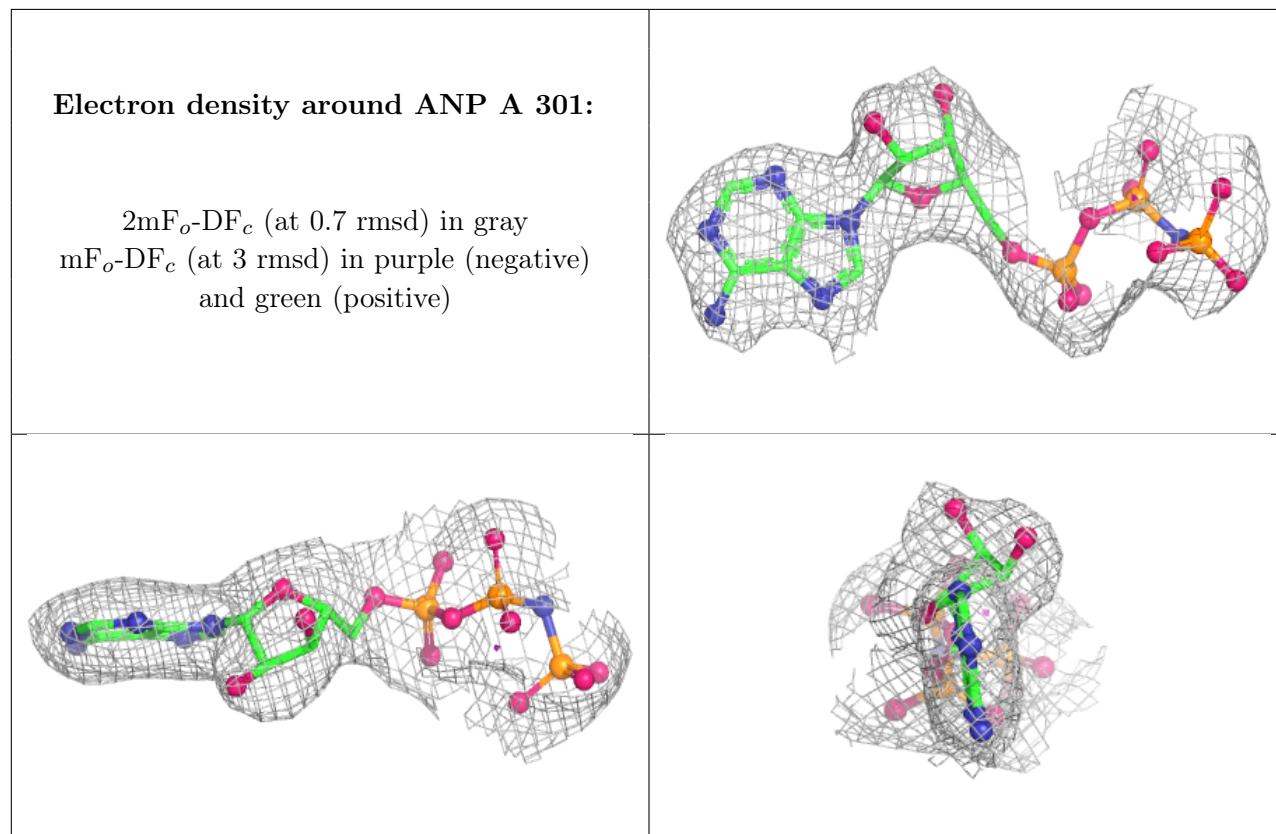 Electron density around ANP A 301:
2mFo-DFc (at 0.7 rmsd) in gray
mFo-DFc (at 3 rmsd) in purple (negative)
and green (positive)